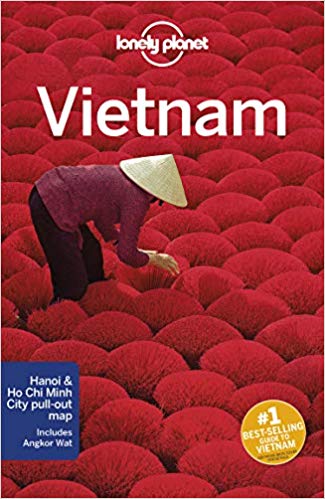 lonely planet
Vietnam
Hanoi &
Ho Chi Minh
City pull-out
map
Includes
Angkor Wat
#1
BEST-SELLING
GUIDE TO
VIETNAM